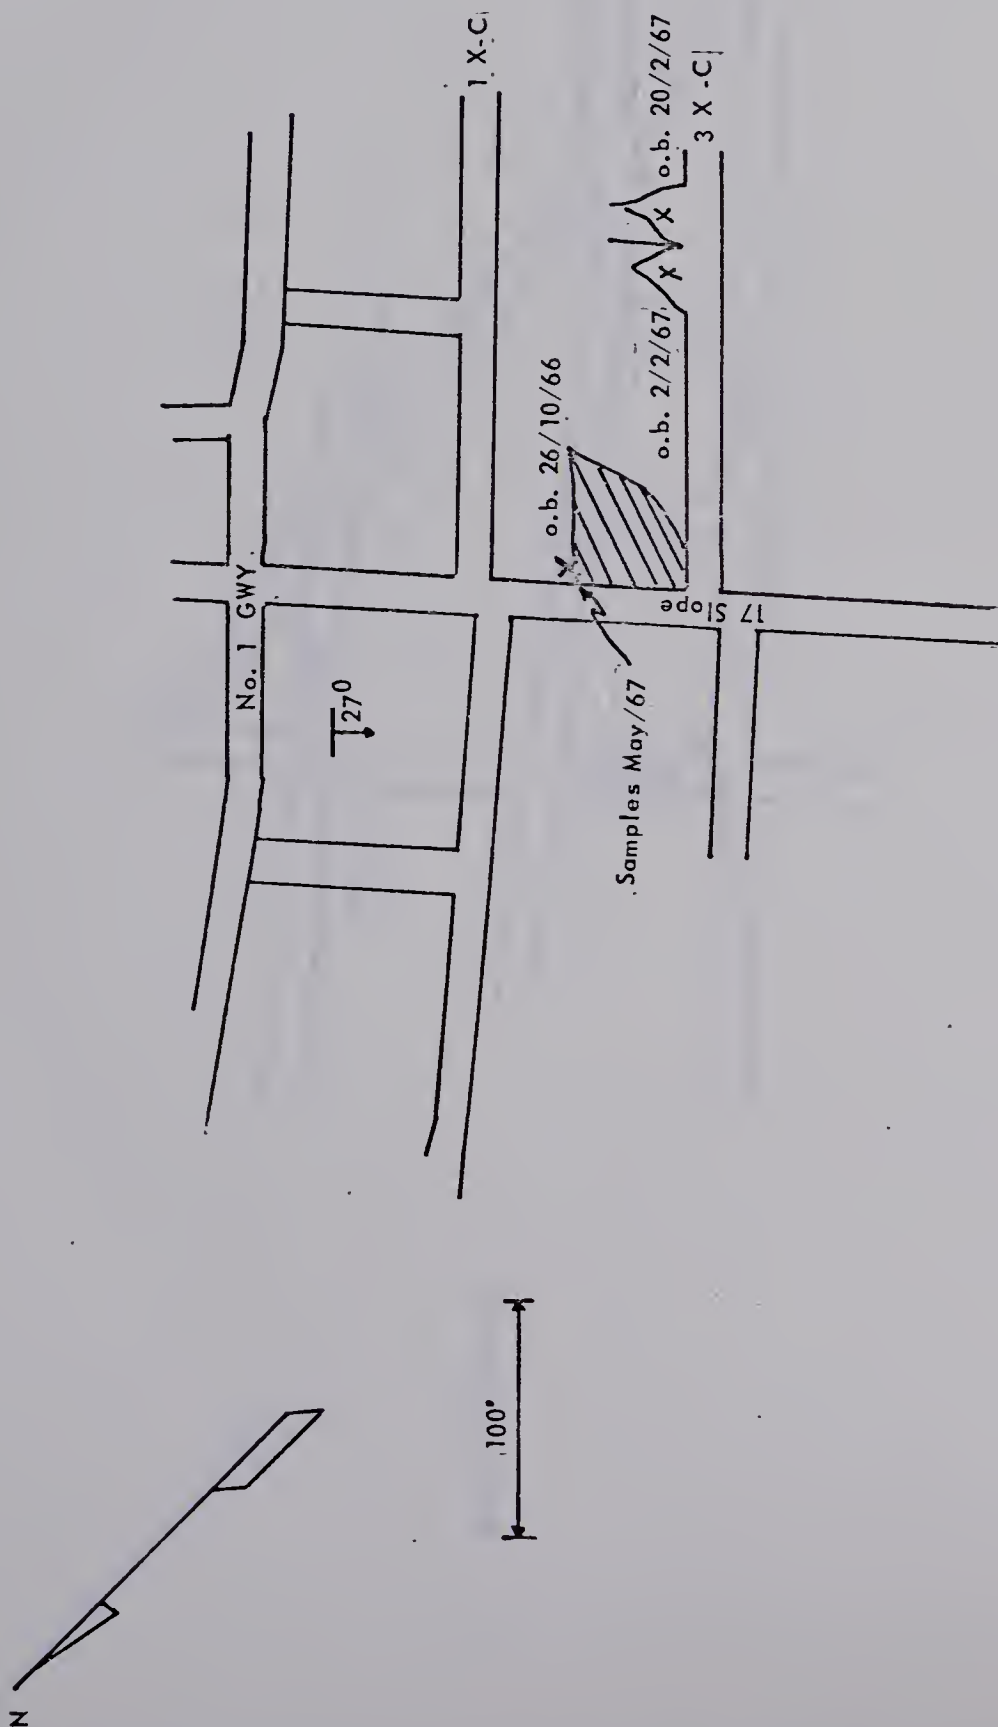 N
100'
No. 1 GWY.
27⁰
1 X-C
o.b. 26/10/66
Samples May/67
17 Slope
o.b. 2/2/67
o.b. 20/2/67
3 X -C
X
X
X